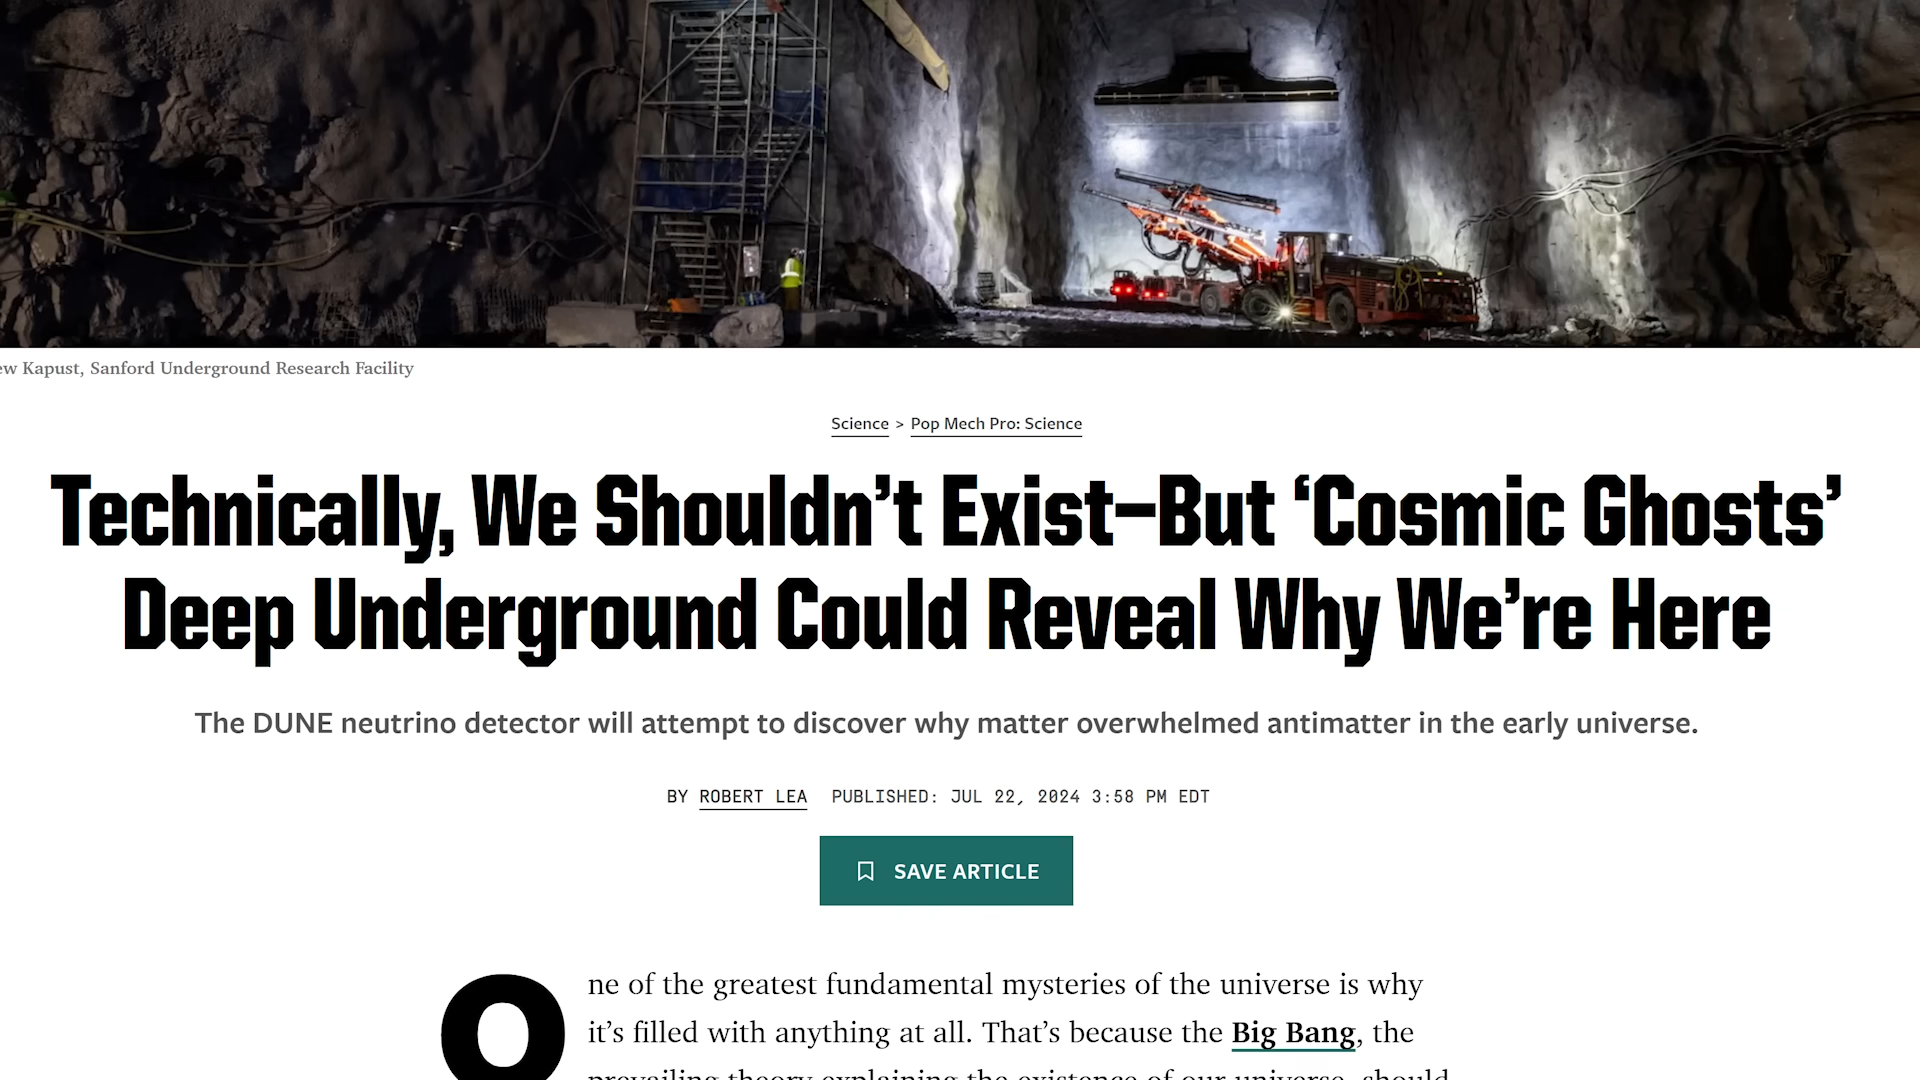 Kapust, Sanford Underground Research Facility
Science > Pop Mech Pro: Science
Technically, We Shouldn’t Exist—But ‘Cosmic Ghosts’
Deep Underground Could Reveal Why We’re Here
The DUNE neutrino detector will attempt to discover why matter overwhelmed antimatter in the early universe.
BY ROBERT LEA PUBLISHED: JUL 22, 2024 3:58 PM EDT
SAVE ARTICLE
One of the greatest fundamental mysteries of the universe is why
it’s filled with anything at all. That’s because the Big Bang, the
prevailing theory explaining the existence of our universe, should